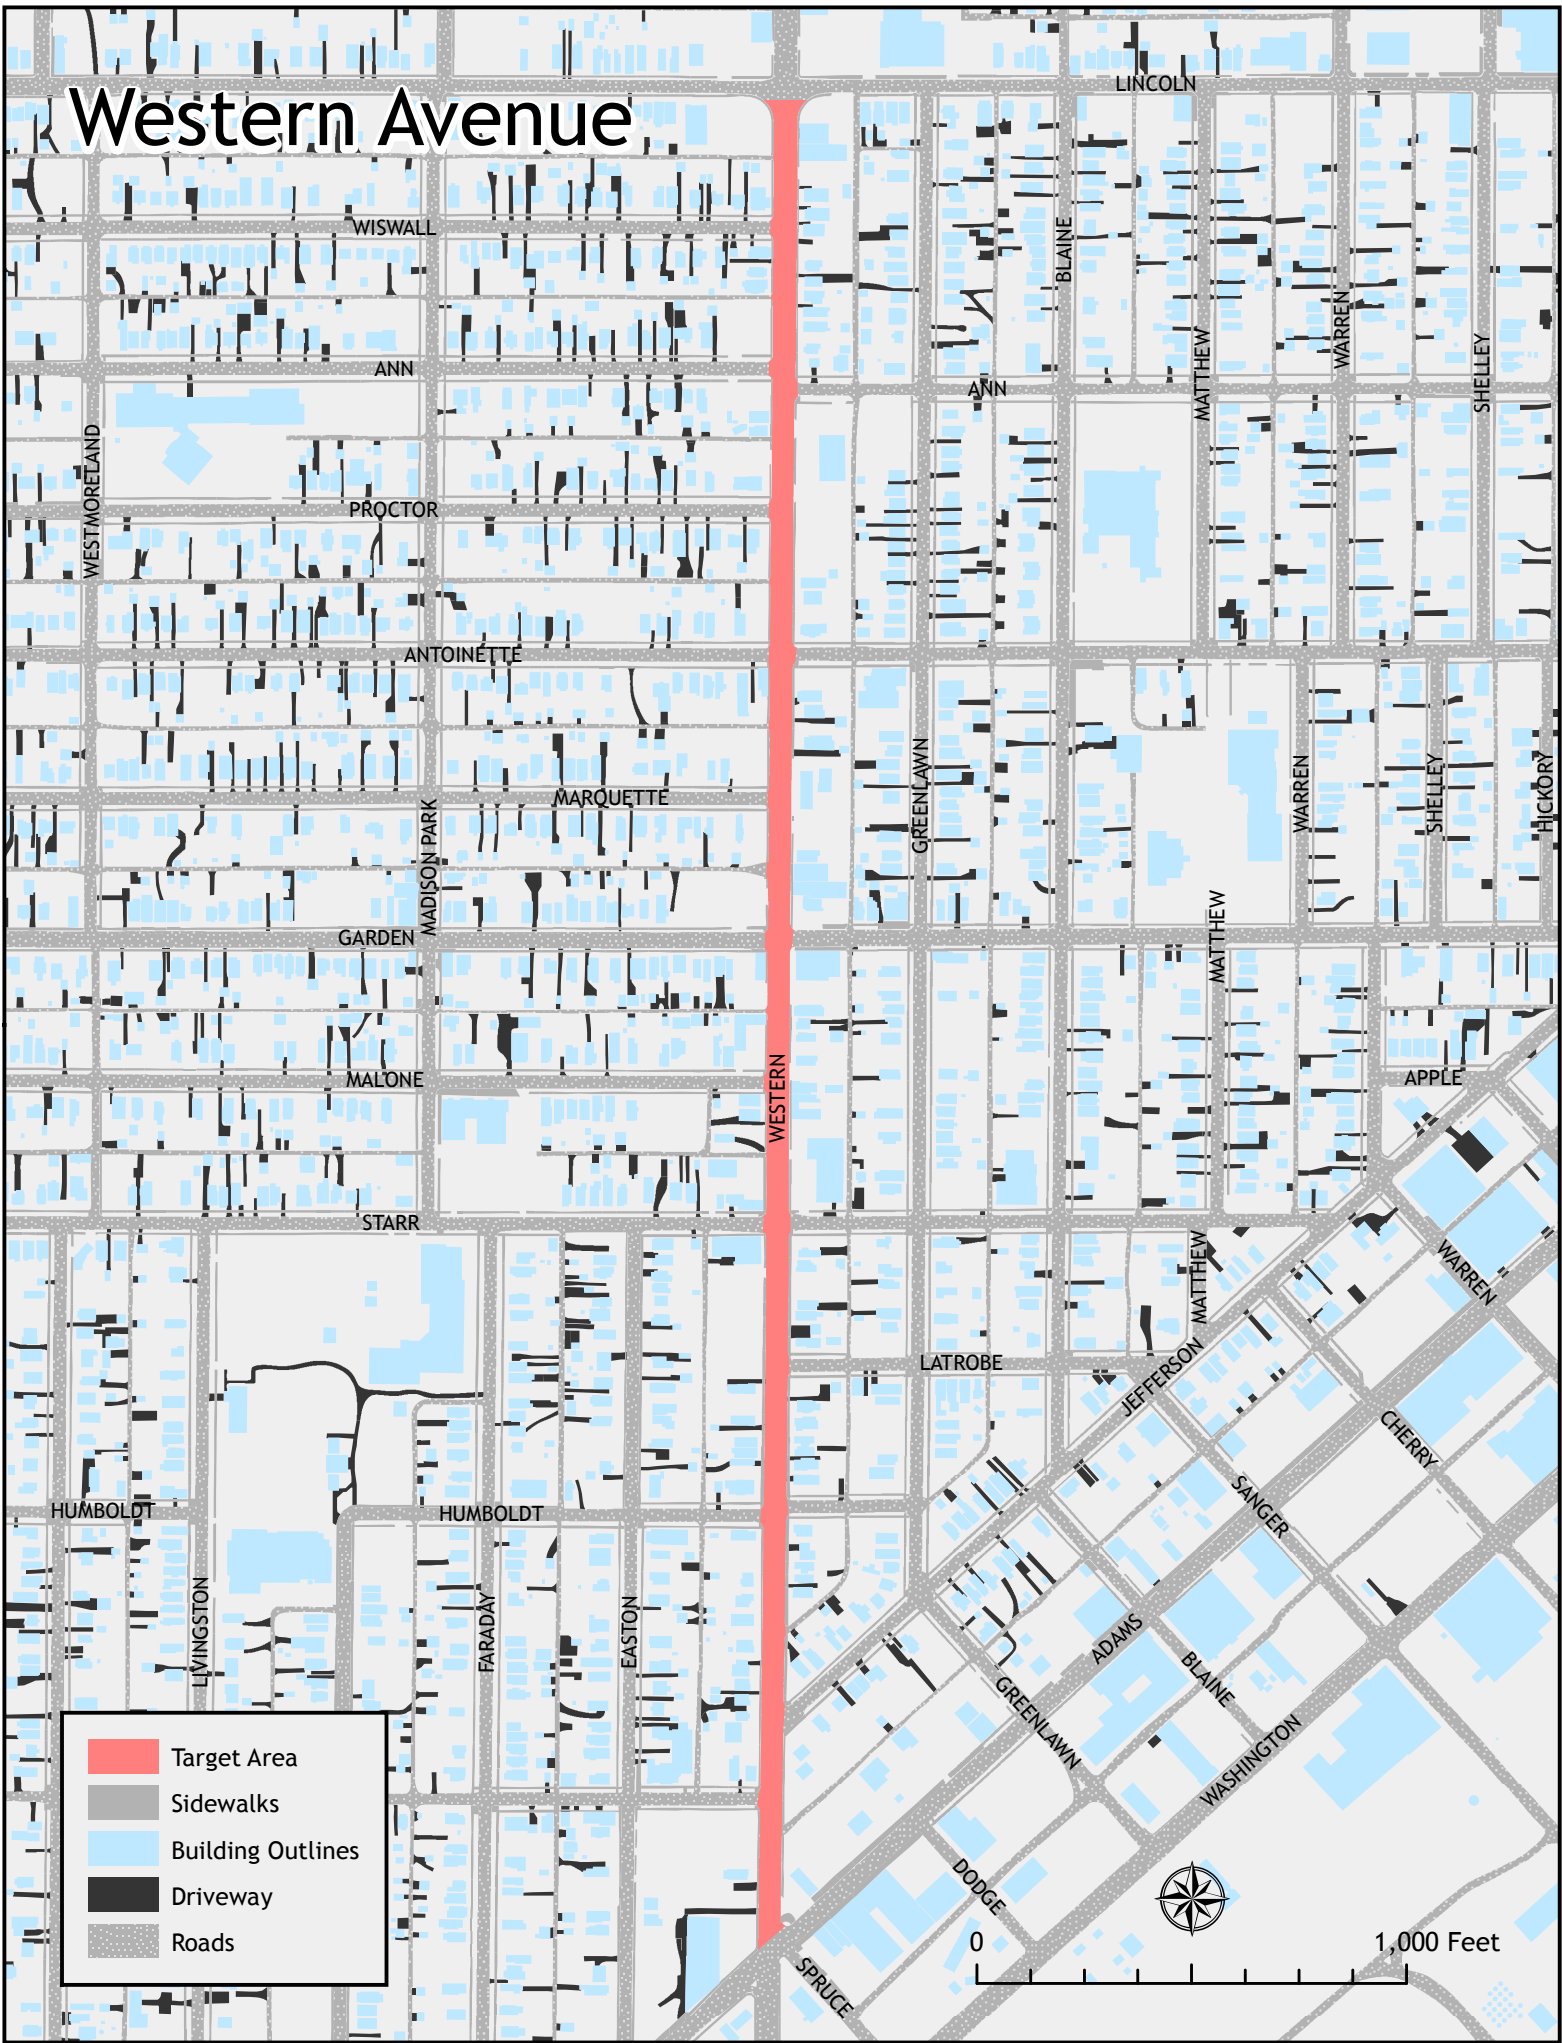 LINCOLN
Western Avenue
WISWALL
BLAINE
WARREN
MATTHEW
SHELLEY
ANN
ANN
WESTMORELAND
PROCTOR
ANTOINETTE
GREENLAWN
WARREN
SHELLEY
HICKORY
MARQUETTE
MADISON PARK
MATTHEW
GARDEN
WESTERN
MALONE
APPLE
STARR
MATTHEW
WARREN
LATROBE
JEFFERSON
CHERRY
SANGER
HUMBOLDT
HUMBOLDT
LIVINGSTON
FARADAY
EASTON
ADAMS
BLAINE
GREENLAWN
WASHINGTON
Target Area
Sidewalks
Building Outlines
Driveway
Roads
DODGE
0
1,000 Feet
SPRUCE